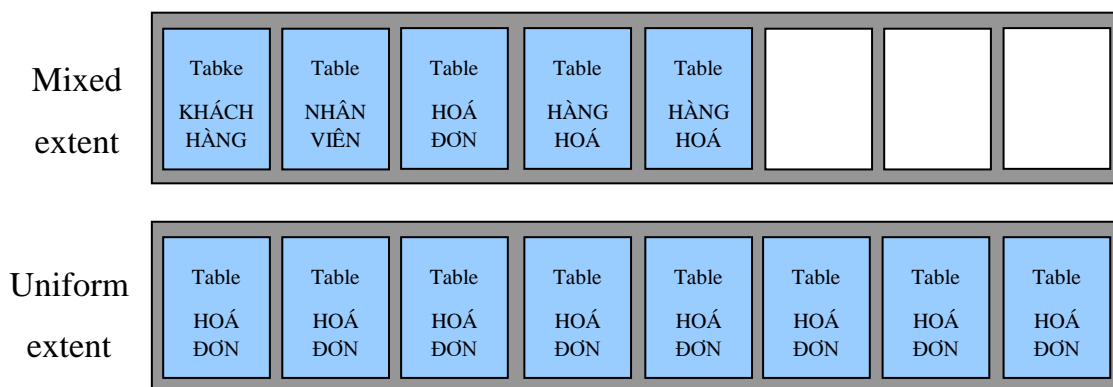 Mixed
extent
Tabke
KHÁCH
HÀNG
Table
NHÂN
VIÊN
Table
HOÁ
ĐƠN
Table
HÀNG
HOÁ
Table
HÀNG
HOÁ
Uniform
extent
Table
HOÁ
ĐƠN
Table
HOÁ
ĐƠN
Table
HOÁ
ĐƠN
Table
HOÁ
ĐƠN
Table
HOÁ
ĐƠN
Table
HOÁ
ĐƠN
Table
HOÁ
ĐƠN
Table
HOÁ
ĐƠN